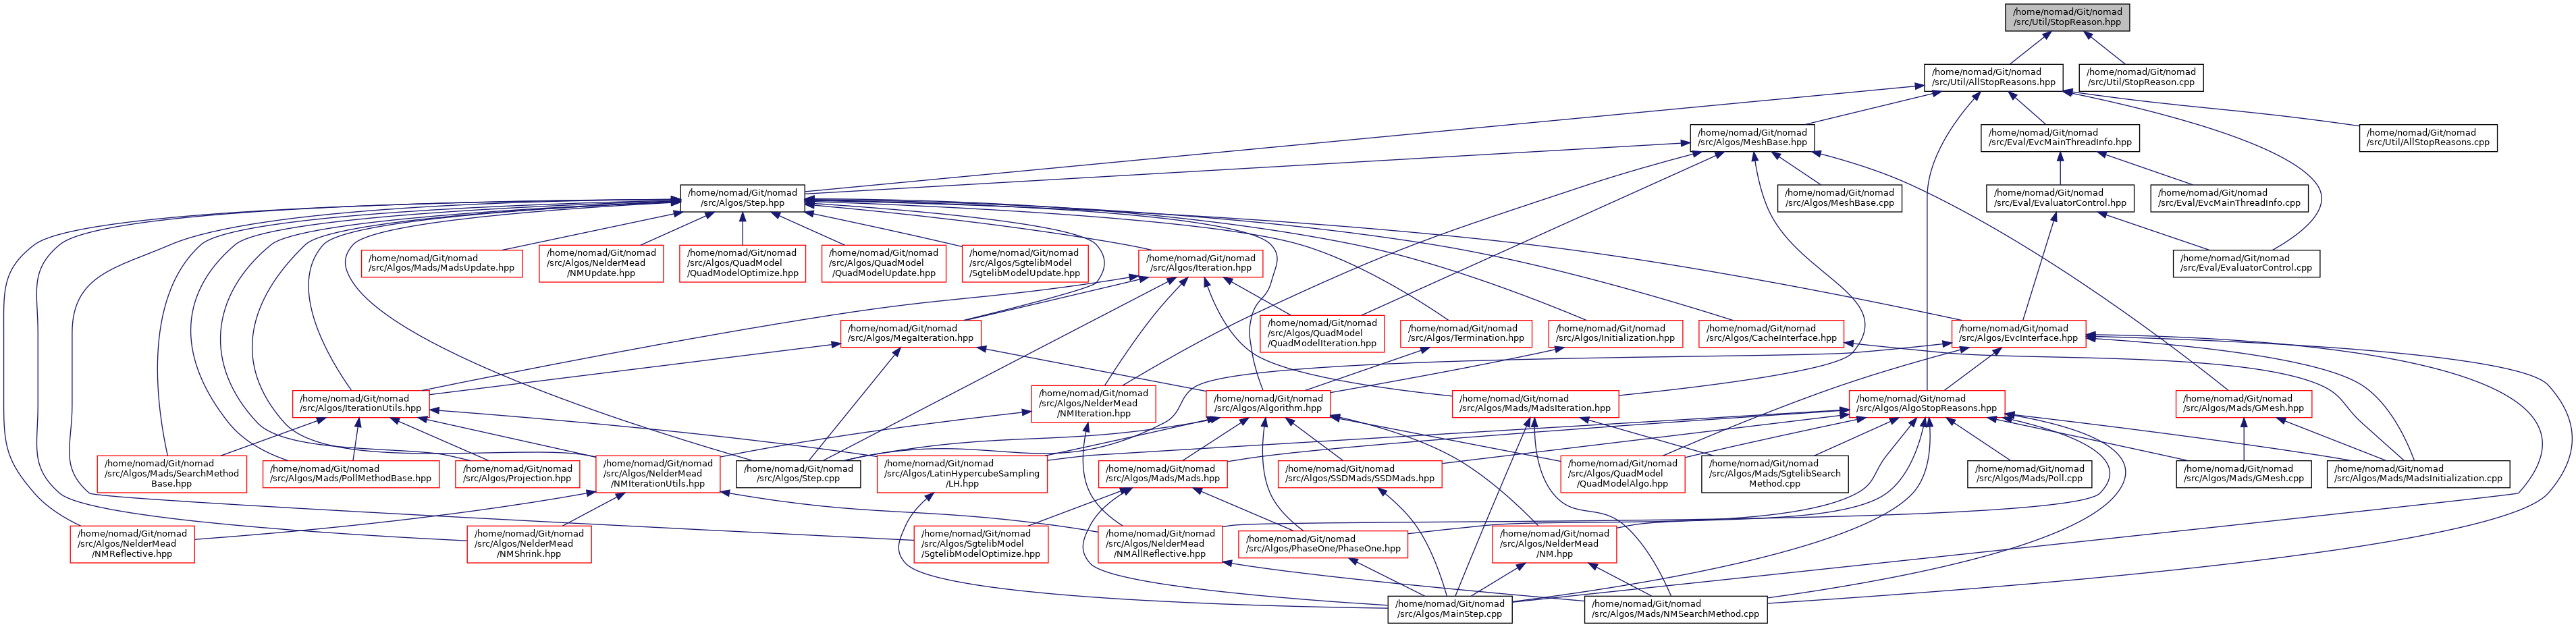 /home/nomad/Git/nomad
/src/Util/StopReason.hpp
/home/nomad/Git/nomad
/src/Util/AllStopReasons.hpp
/home/nomad/Git/nomad
/src/Util/StopReason.cpp
/home/nomad/Git/nomad
/src/Algos/MeshBase.hpp
/home/nomad/Git/nomad
/src/Eval/EvcMainThreadInfo.hpp
/home/nomad/Git/nomad
/src/Util/AllStopReasons.cpp
/home/nomad/Git/nomad
/src/Algos/Step.hpp
/home/nomad/Git/nomad
/src/Algos/MeshBase.cpp
/home/nomad/Git/nomad
/src/Eval/EvaluatorControl.hpp
/home/nomad/Git/nomad
/src/Eval/EvcMainThreadInfo.cpp
/home/nomad/Git/nomad
/src/Algos/Mads/MadsUpdate.hpp
/home/nomad/Git/nomad
/src/Algos/NelderMead
/NMUpdate.hpp
/home/nomad/Git/nomad
/src/Algos/QuadModel
/QuadModelOptimize.hpp
/home/nomad/Git/nomad
/src/Algos/QuadModel
/QuadModelUpdate.hpp
/home/nomad/Git/nomad
/src/Algos/SgtelibModel
/SgtelibModelUpdate.hpp
/home/nomad/Git/nomad
/src/Algos/Iteration.hpp
/home/nomad/Git/nomad
/src/Eval/EvaluatorControl.cpp
/home/nomad/Git/nomad
/src/Algos/MegaIteration.hpp
/home/nomad/Git/nomad
/src/Algos/QuadModel
/QuadModelIteration.hpp
/home/nomad/Git/nomad
/src/Algos/Termination.hpp
/home/nomad/Git/nomad
/src/Algos/Initialization.hpp
/home/nomad/Git/nomad
/src/Algos/CacheInterface.hpp
/home/nomad/Git/nomad
/src/Algos/EvcInterface.hpp
/home/nomad/Git/nomad
/src/Algos/IterationUtils.hpp
/home/nomad/Git/nomad
/src/Algos/NelderMead
/NMIteration.hpp
/home/nomad/Git/nomad
/src/Algos/Algorithm.hpp
/home/nomad/Git/nomad
/src/Algos/Mads/MadsIteration.hpp
/home/nomad/Git/nomad
/src/Algos/AlgoStopReasons.hpp
/home/nomad/Git/nomad
/src/Algos/Mads/GMesh.hpp
/home/nomad/Git/nomad
/src/Algos/Mads/SearchMethod
Base.hpp
/home/nomad/Git/nomad
/src/Algos/Mads/PollMethodBase.hpp
/home/nomad/Git/nomad
/src/Algos/Projection.hpp
/home/nomad/Git/nomad
/src/Algos/NelderMead
/NMIterationUtils.hpp
/home/nomad/Git/nomad
/src/Algos/Step.cpp
/home/nomad/Git/nomad
/src/Algos/LatinHypercubeSampling
/LH.hpp
/home/nomad/Git/nomad
/src/Algos/Mads/Mads.hpp
/home/nomad/Git/nomad
/src/Algos/SSDMads/SSDMads.hpp
/home/nomad/Git/nomad
/src/Algos/QuadModel
/QuadModelAlgo.hpp
/home/nomad/Git/nomad
/src/Algos/Mads/SgtelibSearch
Method.cpp
/home/nomad/Git/nomad
/src/Algos/Mads/Poll.cpp
/home/nomad/Git/nomad
/src/Algos/Mads/GMesh.cpp
/home/nomad/Git/nomad
/src/Algos/Mads/MadsInitialization.cpp
/home/nomad/Git/nomad
/src/Algos/NelderMead
/NMReflective.hpp
/home/nomad/Git/nomad
/src/Algos/NelderMead
/NMShrink.hpp
/home/nomad/Git/nomad
/src/Algos/SgtelibModel
/SgtelibModelOptimize.hpp
/home/nomad/Git/nomad
/src/Algos/NelderMead
/NMAllReflective.hpp
/home/nomad/Git/nomad
/src/Algos/PhaseOne/PhaseOne.hpp
/home/nomad/Git/nomad
/src/Algos/NelderMead
/NM.hpp
/home/nomad/Git/nomad
/src/Algos/MainStep.cpp
/home/nomad/Git/nomad
/src/Algos/Mads/NMSearchMethod.cpp